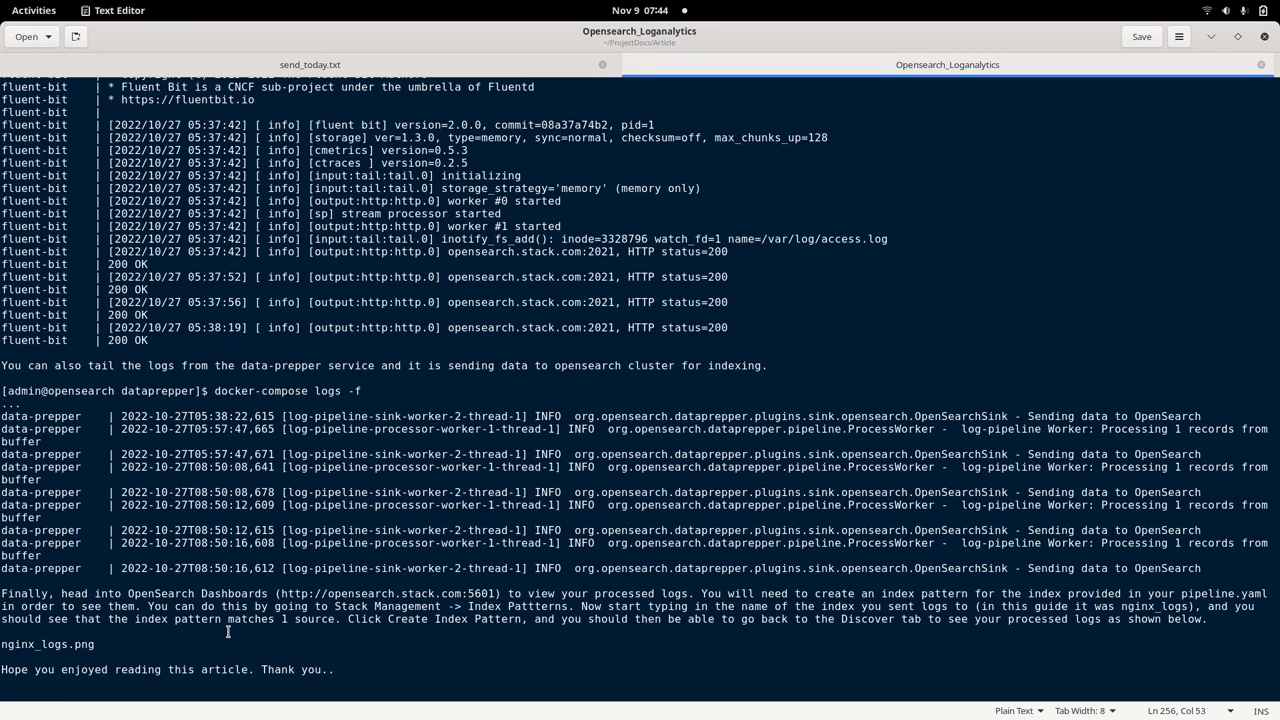 Activities
Text Editor
Nov 9 07:44
Open
Opensearch_Loganalytics
~/ProjectDocs/Article
Save
send_today.txt
Opensearch_Loganalytics
fluent-bit
fluent-bit | * Fluent Bit is a CNCF sub-project under the umbrella of Fluentd
fluent-bit | * https://fluentbit.io
fluent-bit |
fluent-bit | [2022/10/27 05:37:42] [ info] [fluent bit] version=2.0.0, commit=08a37a74b2, pid=1
fluent-bit | [2022/10/27 05:37:42] [ info] [storage] ver=1.3.0, type=memory, sync=normal, checksum=off, max_chunks_up=128
fluent-bit | [2022/10/27 05:37:42] [ info] [cmetrics] version=0.5.3
fluent-bit | [2022/10/27 05:37:42] [ info] [ctraces ] version=0.2.5
fluent-bit | [2022/10/27 05:37:42] [ info] [input:tail:tail.0] initializing
fluent-bit | [2022/10/27 05:37:42] [ info] [input:tail:tail.0] storage_strategy='memory' (memory only)
fluent-bit | [2022/10/27 05:37:42] [ info] [output:http:http.0] worker #0 started
fluent-bit | [2022/10/27 05:37:42] [ info] [sp] stream processor started
fluent-bit | [2022/10/27 05:37:42] [ info] [output:http:http.0] worker #1 started
fluent-bit | [2022/10/27 05:37:42] [ info] [input:tail:tail.0] inotify_fs_add(): inode=3328796 watch_fd=1 name=/var/log/access.log
fluent-bit | [2022/10/27 05:37:42] [ info] [output:http:http.0] opensearch.stack.com:2021, HTTP status=200
fluent-bit | 200 OK
fluent-bit | [2022/10/27 05:37:52] [ info] [output:http:http.0] opensearch.stack.com:2021, HTTP status=200
fluent-bit | 200 OK
fluent-bit | [2022/10/27 05:37:56] [ info] [output:http:http.0] opensearch.stack.com:2021, HTTP status=200
fluent-bit | 200 OK
fluent-bit | [2022/10/27 05:38:19] [ info] [output:http:http.0] opensearch.stack.com:2021, HTTP status=200
fluent-bit | 200 OK
You can also tail the logs from the data-prepper service and it is sending data to opensearch cluster for indexing.
[admin@opensearch dataprepper]$ docker-compose logs -f
...
data-prepper | 2022-10-27T05:38:22,615 [log-pipeline-sink-worker-2-thread-1] INFO org.opensearch.dataprepper.plugins.sink.opensearch.OpenSearchSink - Sending data to OpenSearch
data-prepper | 2022-10-27T05:57:47,665 [log-pipeline-processor-worker-1-thread-1] INFO org.opensearch.dataprepper.pipeline.ProcessWorker - log-pipeline Worker: Processing 1 records from
buffer
data-prepper | 2022-10-27T05:57:47,671 [log-pipeline-sink-worker-2-thread-1] INFO org.opensearch.dataprepper.plugins.sink.opensearch.OpenSearchSink - Sending data to OpenSearch
data-prepper | 2022-10-27T08:50:08,641 [log-pipeline-processor-worker-1-thread-1] INFO org.opensearch.dataprepper.pipeline.ProcessWorker - log-pipeline Worker: Processing 1 records from
buffer
data-prepper | 2022-10-27T08:50:08,678 [log-pipeline-sink-worker-2-thread-1] INFO org.opensearch.dataprepper.plugins.sink.opensearch.OpenSearchSink - Sending data to OpenSearch
data-prepper | 2022-10-27T08:50:12,609 [log-pipeline-processor-worker-1-thread-1] INFO org.opensearch.dataprepper.pipeline.ProcessWorker - log-pipeline Worker: Processing 1 records from
buffer
data-prepper | 2022-10-27T08:50:12,615 [log-pipeline-sink-worker-2-thread-1] INFO org.opensearch.dataprepper.plugins.sink.opensearch.OpenSearchSink - Sending data to OpenSearch
data-prepper | 2022-10-27T08:50:16,608 [log-pipeline-processor-worker-1-thread-1] INFO org.opensearch.dataprepper.pipeline.ProcessWorker - log-pipeline Worker: Processing 1 records from
buffer
data-prepper | 2022-10-27T08:50:16,612 [log-pipeline-sink-worker-2-thread-1] INFO org.opensearch.dataprepper.plugins.sink.opensearch.OpenSearchSink - Sending data to OpenSearch
Finally, head into OpenSearch Dashboards (http://opensearch.stack.com:5601) to view your processed logs. You will need to create an index pattern for the index provided in your pipeline.yaml
in order to see them. You can do this by going to Stack Management -> Index Patterns. Now start typing in the name of the index you sent logs to (in this guide it was nginx_logs), and you
should see that the index pattern matches 1 source. Click Create Index Pattern, and you should then be able to go back to the Discover tab to see your processed logs as shown below.
nginx_logs.png
Hope you enjoyed reading this article. Thank you..
Plain Text
Tab Width: 8
Ln 256, Col 53
INS